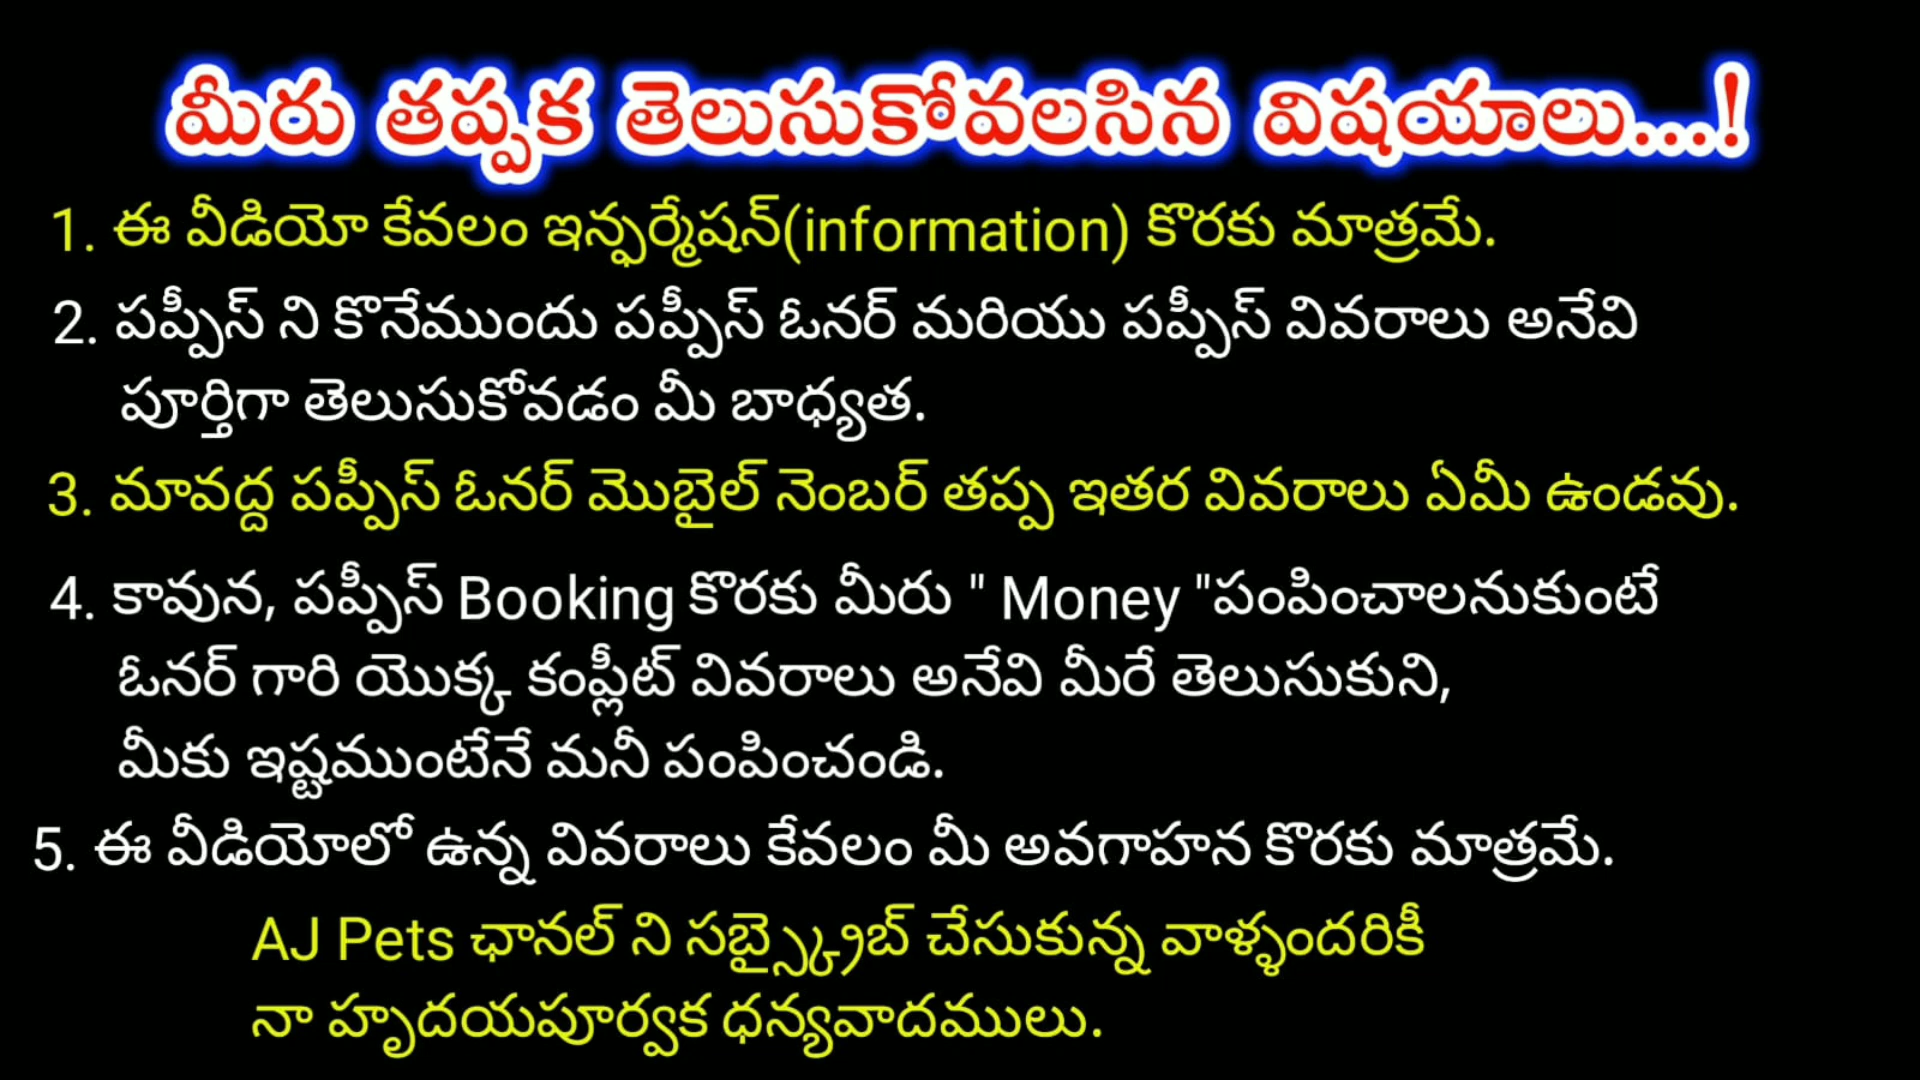 మీరు తప్పక తెలుసుకోవలసిన విషయాలు...!
1. ఈ వీడియో కేవలం ఇన్ఫర్మేషన్(information) కొరకు మాత్రమే.
2. పప్పీస్ ని కొనేముందు పప్పీస్ ఓనర్ మరియు పప్పీస్ వివరాలు అనేవి
పూర్తిగా తెలుసుకోవడం మీ బాధ్యత.
3. మావద్ద పప్పీస్ ఓనర్ మొబైల్ నెంబర్ తప్ప ఇతర వివరాలు ఏమీ ఉండవు.
4. కావున, పప్పీస్ Booking కొరకు మీరు " Money "పంపించాలనుకుంటే
ఓనర్ గారి యొక్క కంప్లీట్ వివరాలు అనేవి మీరే తెలుసుకుని,
మీకు ఇష్టముంటేనే మనీ పంపించండి.
5. ఈ వీడియోలో ఉన్న వివరాలు కేవలం మీ అవగాహన కొరకు మాత్రమే.
AJ Pets ఛానల్ ని సబ్స్క్రైబ్ చేసుకున్న వాళ్ళందరికీ
నా హృదయపూర్వక ధన్యవాదములు.